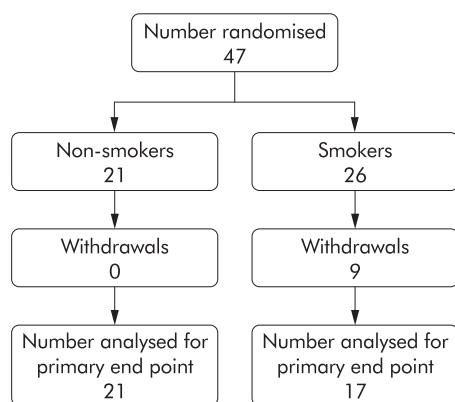 Number randomised
47
Non-smokers
21
Smokers
26
Withdrawals
0
Withdrawals
9
Number analysed for
primary end point
21
Number analysed for
primary end point
17